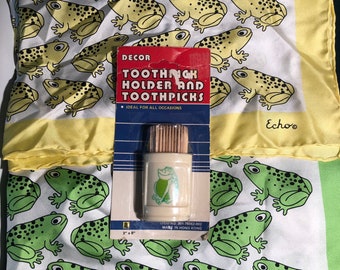 DECOR
TOOTHPICK
HOLDER AND
TOOTHPICKS
IDEAL FOR ALL OCCASIONS
Echo®
MADE IN HONG KONG